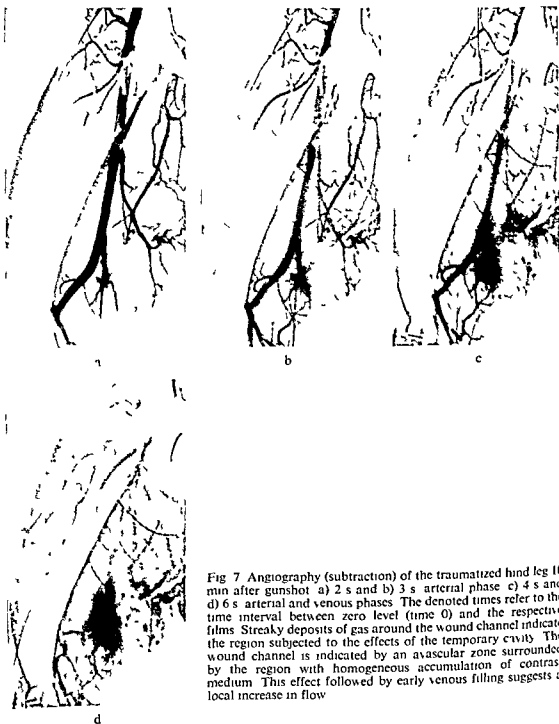 a
b
c
d
Fig 7 Angiography (subtraction) of the traumatized hind leg
min after gunshot a) 2 s and b) 3 s arterial phase c) 4 s and
d) 6 s arterial and venous phases The denoted times refer to the
time interval between zero level (time 0) and the respective
films Streaky deposits of gas around the wound channel indicate
the region subjected to the effects of the temporary cavity The
wound channel is indicated by an avascular zone surrounded
by the region with homogeneous accumulation of contrast
medium This effect followed by early venous filling suggests a
local increase in flow